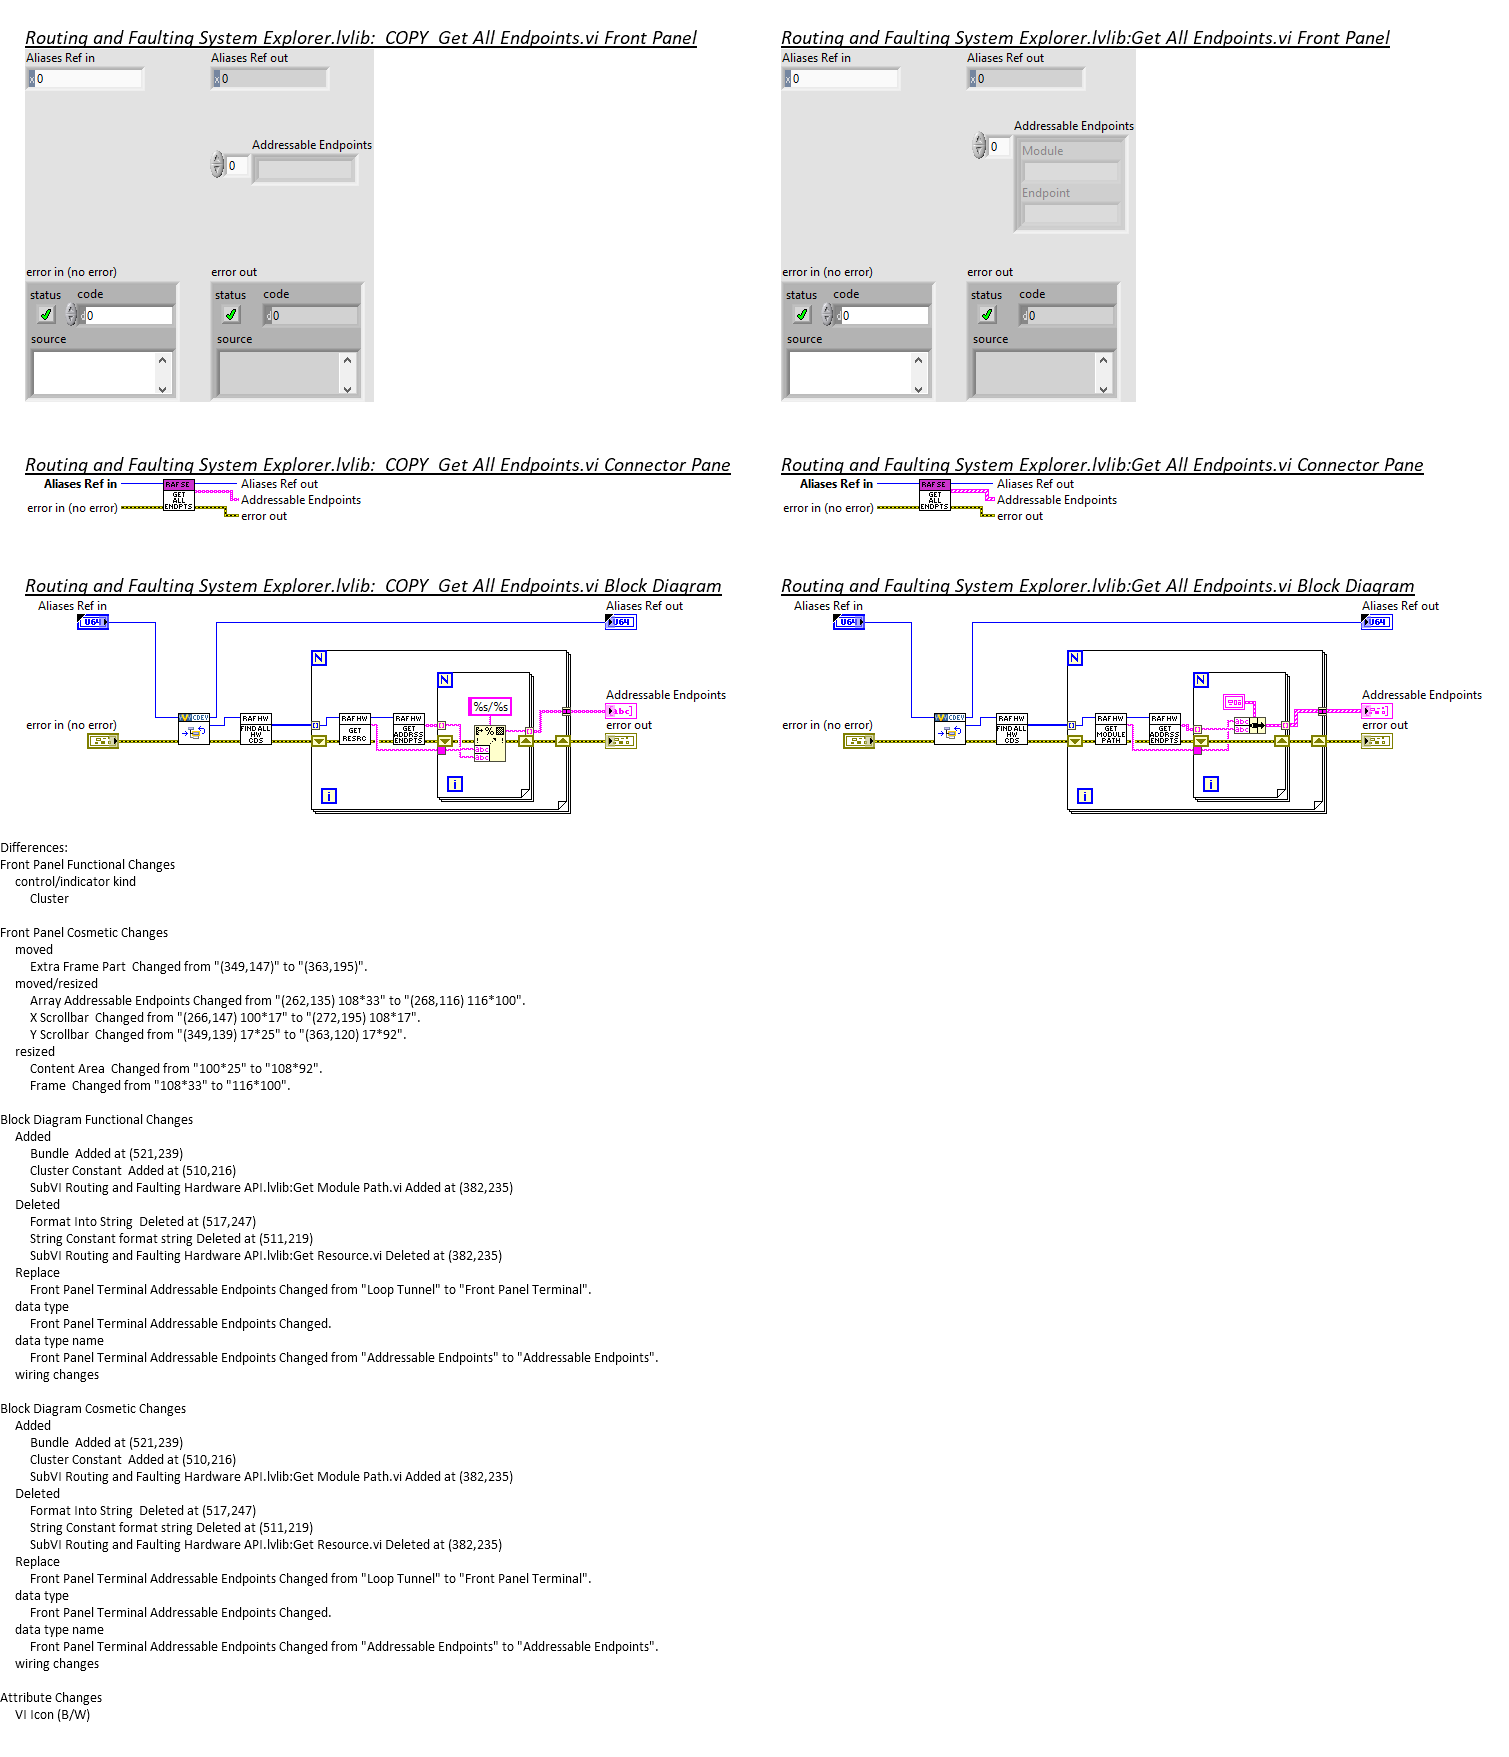 Routing and Faulting System Explorer.lvlib:_COPY_Get All Endpoints.vi Front Panel
Aliases Ref in
Aliases Ref out
0
0
Addressable Endpoints
0
error in (no error)
error out
status
code
status
code
0
0
source
source
Routing and Faulting System Explorer.lvlib:Get All Endpoints.vi Front Panel
Aliases Ref in
Aliases Ref out
0
0
Addressable Endpoints
0
Module
Endpoint
error in (no error)
error out
status
code
status
code
0
0
source
source
Routing and Faulting System Explorer.lvlib:_COPY_Get All Endpoints.vi Connector Pane
Aliases Ref in
RAF SE
GET
ALL
ENDPTS
Aliases Ref out
Addressable Endpoints
error in (no error)
error out
Routing and Faulting System Explorer.lvlib:Get All Endpoints.vi Connector Pane
Aliases Ref in
RAF SE
GET
ALL
ENDPTS
Aliases Ref out
Addressable Endpoints
error in (no error)
error out
Routing and Faulting System Explorer.lvlib:_COPY_Get All Endpoints.vi Block Diagram
Aliases Ref in
Aliases Ref out
U64
U64
N
N
%s/%s
Addressable Endpoints
abc
error in (no error)
error out
CDEV
RAF HW
FIND ALL
HW
CDS
RAF HW
GET
RESRC
RAF HW
GET
ADDRSS
ENDPTS
%
abc
abc
i
i
Routing and Faulting System Explorer.lvlib:Get All Endpoints.vi Block Diagram
Aliases Ref in
Aliases Ref out
U64
U64
N
N
Addressable Endpoints
error in (no error)
error out
CDEV
RAF HW
FIND ALL
HW
CDS
RAF HW
GET
MODULE
PATH
RAF HW
GET
ADDRSS
ENDPTS
abc
abc
i
i
Differences:
Front Panel Functional Changes
control/indicator kind
Cluster
Front Panel Cosmetic Changes
moved
Extra Frame Part  Changed from "(349,147)" to "(363,195)".
moved/resized
Array Addressable Endpoints Changed from "(262,135) 108*33" to "(268,116) 116*100".
X Scrollbar  Changed from "(266,147) 100*17" to "(272,195) 108*17".
Y Scrollbar  Changed from "(349,139) 17*25" to "(363,120) 17*92".
resized
Content Area  Changed from "100*25" to "108*92".
Frame  Changed from "108*33" to "116*100".
Block Diagram Functional Changes
Added
Bundle  Added at (521,239)
Cluster Constant  Added at (510,216)
SubVI Routing and Faulting Hardware API.lvlib:Get Module Path.vi Added at (382,235)
Deleted
Format Into String  Deleted at (517,247)
String Constant format string Deleted at (511,219)
SubVI Routing and Faulting Hardware API.lvlib:Get Resource.vi Deleted at (382,235)
Replace
Front Panel Terminal Addressable Endpoints Changed from "Loop Tunnel" to "Front Panel Terminal".
data type
Front Panel Terminal Addressable Endpoints Changed.
data type name
Front Panel Terminal Addressable Endpoints Changed from "Addressable Endpoints" to "Addressable Endpoints".
wiring changes
Block Diagram Cosmetic Changes
Added
Bundle  Added at (521,239)
Cluster Constant  Added at (510,216)
SubVI Routing and Faulting Hardware API.lvlib:Get Module Path.vi Added at (382,235)
Deleted
Format Into String  Deleted at (517,247)
String Constant format string Deleted at (511,219)
SubVI Routing and Faulting Hardware API.lvlib:Get Resource.vi Deleted at (382,235)
Replace
Front Panel Terminal Addressable Endpoints Changed from "Loop Tunnel" to "Front Panel Terminal".
data type
Front Panel Terminal Addressable Endpoints Changed.
data type name
Front Panel Terminal Addressable Endpoints Changed from "Addressable Endpoints" to "Addressable Endpoints".
wiring changes
Attribute Changes
VI Icon (B/W)